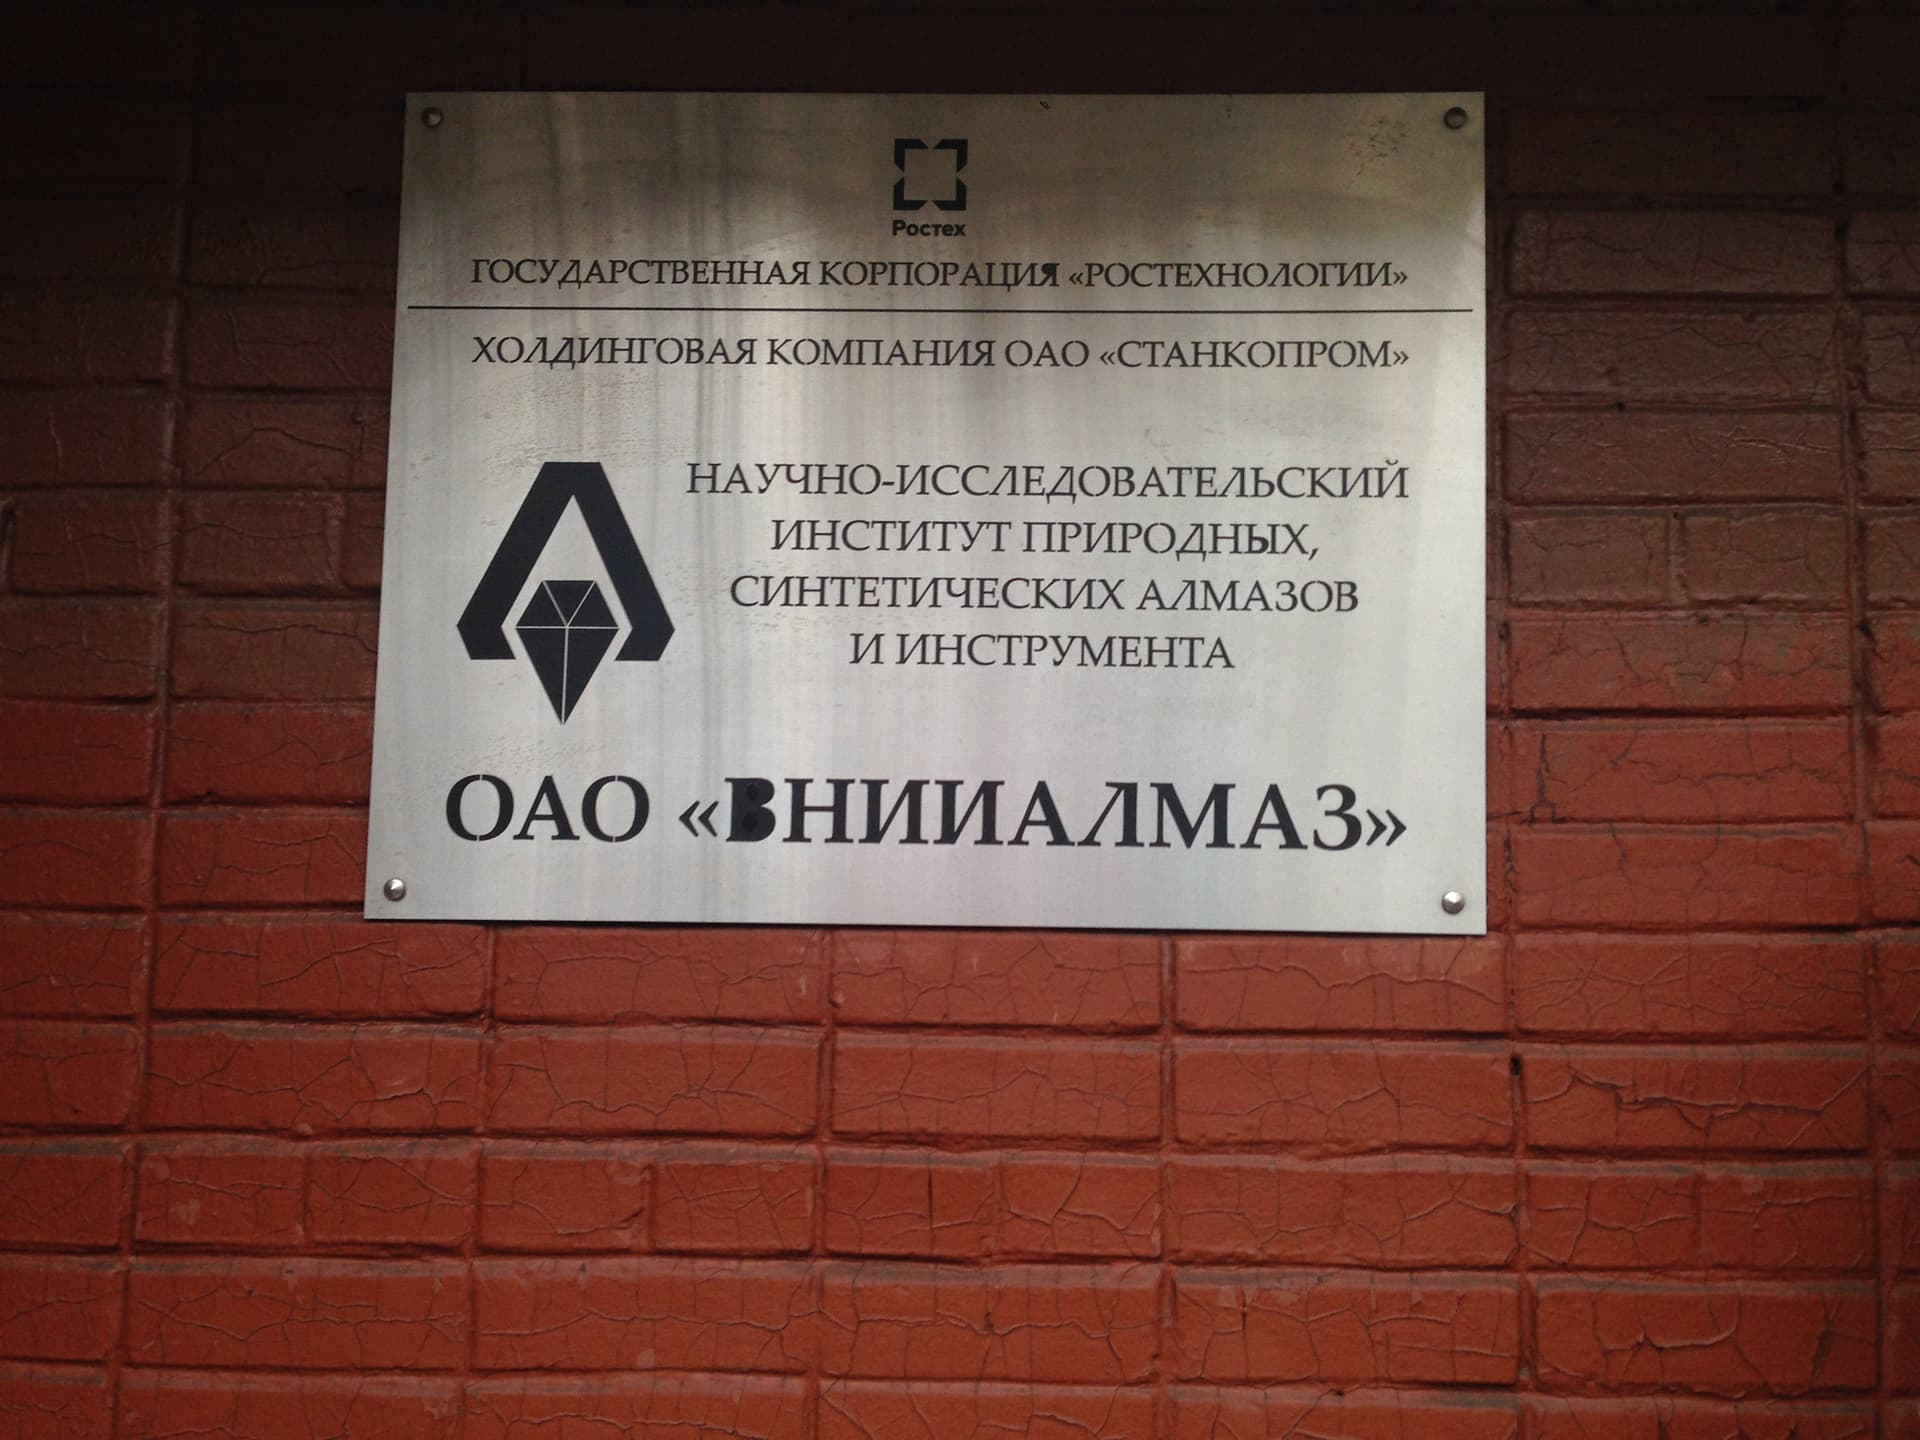 Ростех
ГОСУДАРСТВЕННАЯ КОРПОРАЦИЯ «РОСТЕХНОЛОГИИ»
ХОЛДИНГОВАЯ КОМПАНИЯ ОАО «СТАНКОПРОМ»
НАУЧНО-ИССЛЕДОВАТЕЛЬСКИЙ
ИНСТИТУТ ПРИРОДНЫХ,
СИНТЕТИЧЕСКИХ АЛМАЗОВ
И ИНСТРУМЕНТА
ОАО «ВНИИАЛМАЗ»